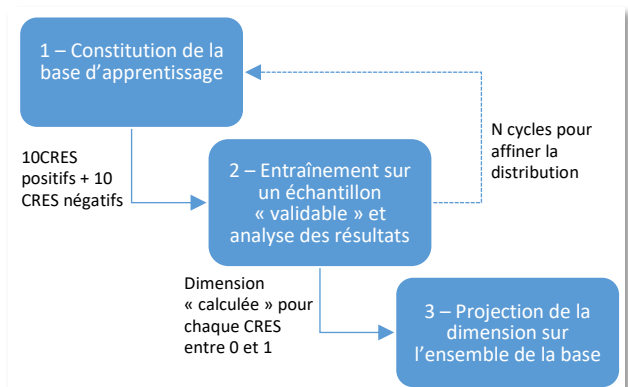 1 – Constitution de la
base d’apprentissage
10CRES
positifs + 10
CRES négatifs
N cycles pour
affiner la
distribution
2 – Entraînement sur
un échantillon
« validable » et
analyse des résultats
Dimension
« calculée » pour
chaque CRES
entre 0 et 1
3 – Projection de la
dimension sur
l’ensemble de la base